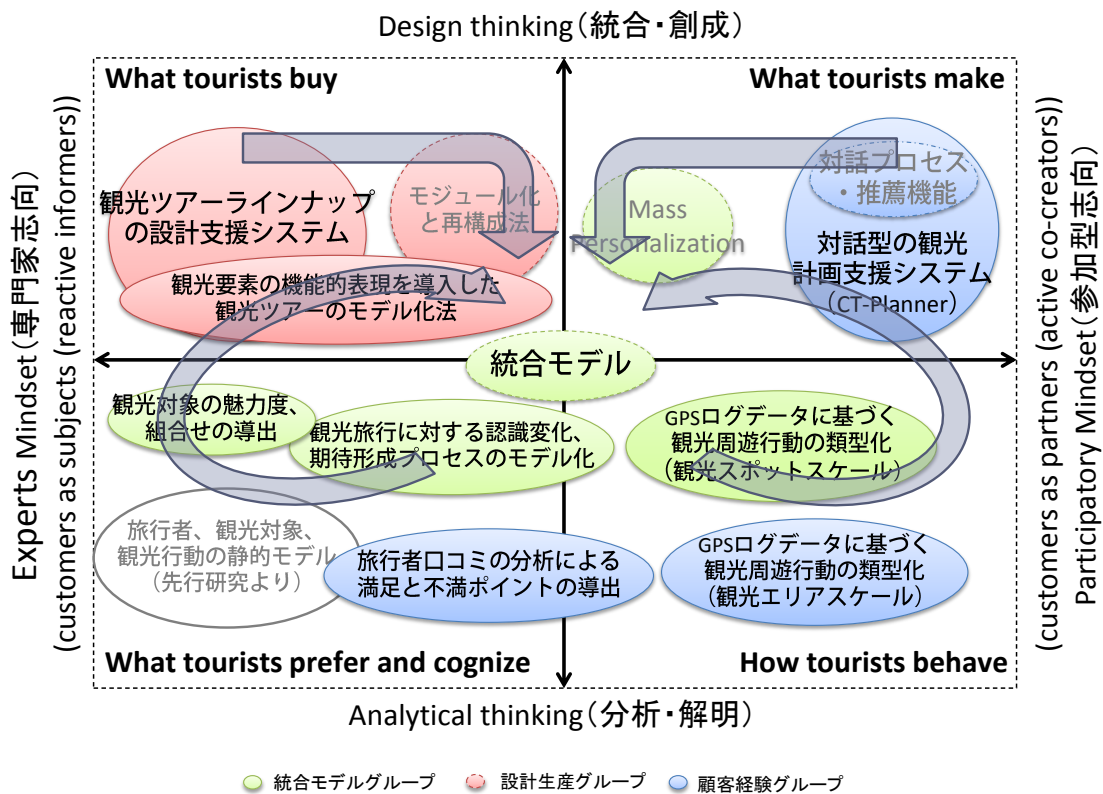 Design thinking（統合・創成）
What tourists buy
What tourists make
Experts Mindset（専門家志向）
(customers as subjects (reactive informers))
観光ツアーラインナップ
の設計支援システム
モジュール化
と再構成法
Mass
Personalization
対話プロセス
・推薦機能
対話型の観光
計画支援システム
（CT-Planner）
観光要素の機能的表現を導入した
観光ツアーのモデル化法
(customers as partners (active co-creators))
Participatory Mindset（参加型志向）
統合モデル
観光対象の魅力度、
組合せの導出
観光旅行に対する認識変化、
期待形成プロセスのモデル化
GPSログデータに基づく
観光周遊行動の類型化
（観光スポットスケール）
旅行者、観光対象、
観光行動の静的モデル
（先行研究より）
旅行者口コミの分析による
満足と不満ポイントの導出
GPSログデータに基づく
観光周遊行動の類型化
（観光エリアスケール）
What tourists prefer and cognize
How tourists behave
Analytical thinking（分析・解明）
統合モデルグループ
設計生産グループ
顧客経験グループ